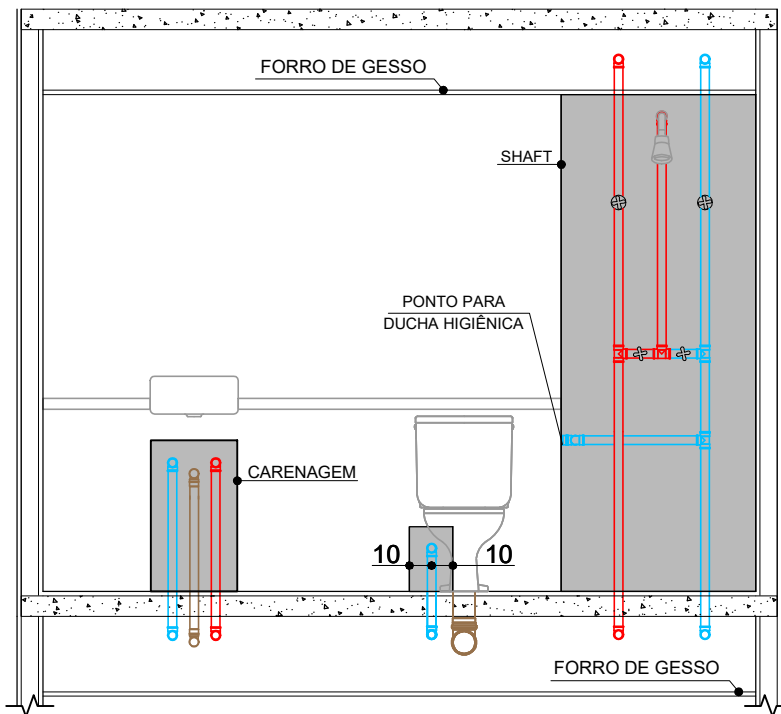 FORRO DE GESSO
SHAFT
PONTO PARA
DUCHA HIGIÊNICA
CARENAGEM
10 10
FORRO DE GESSO